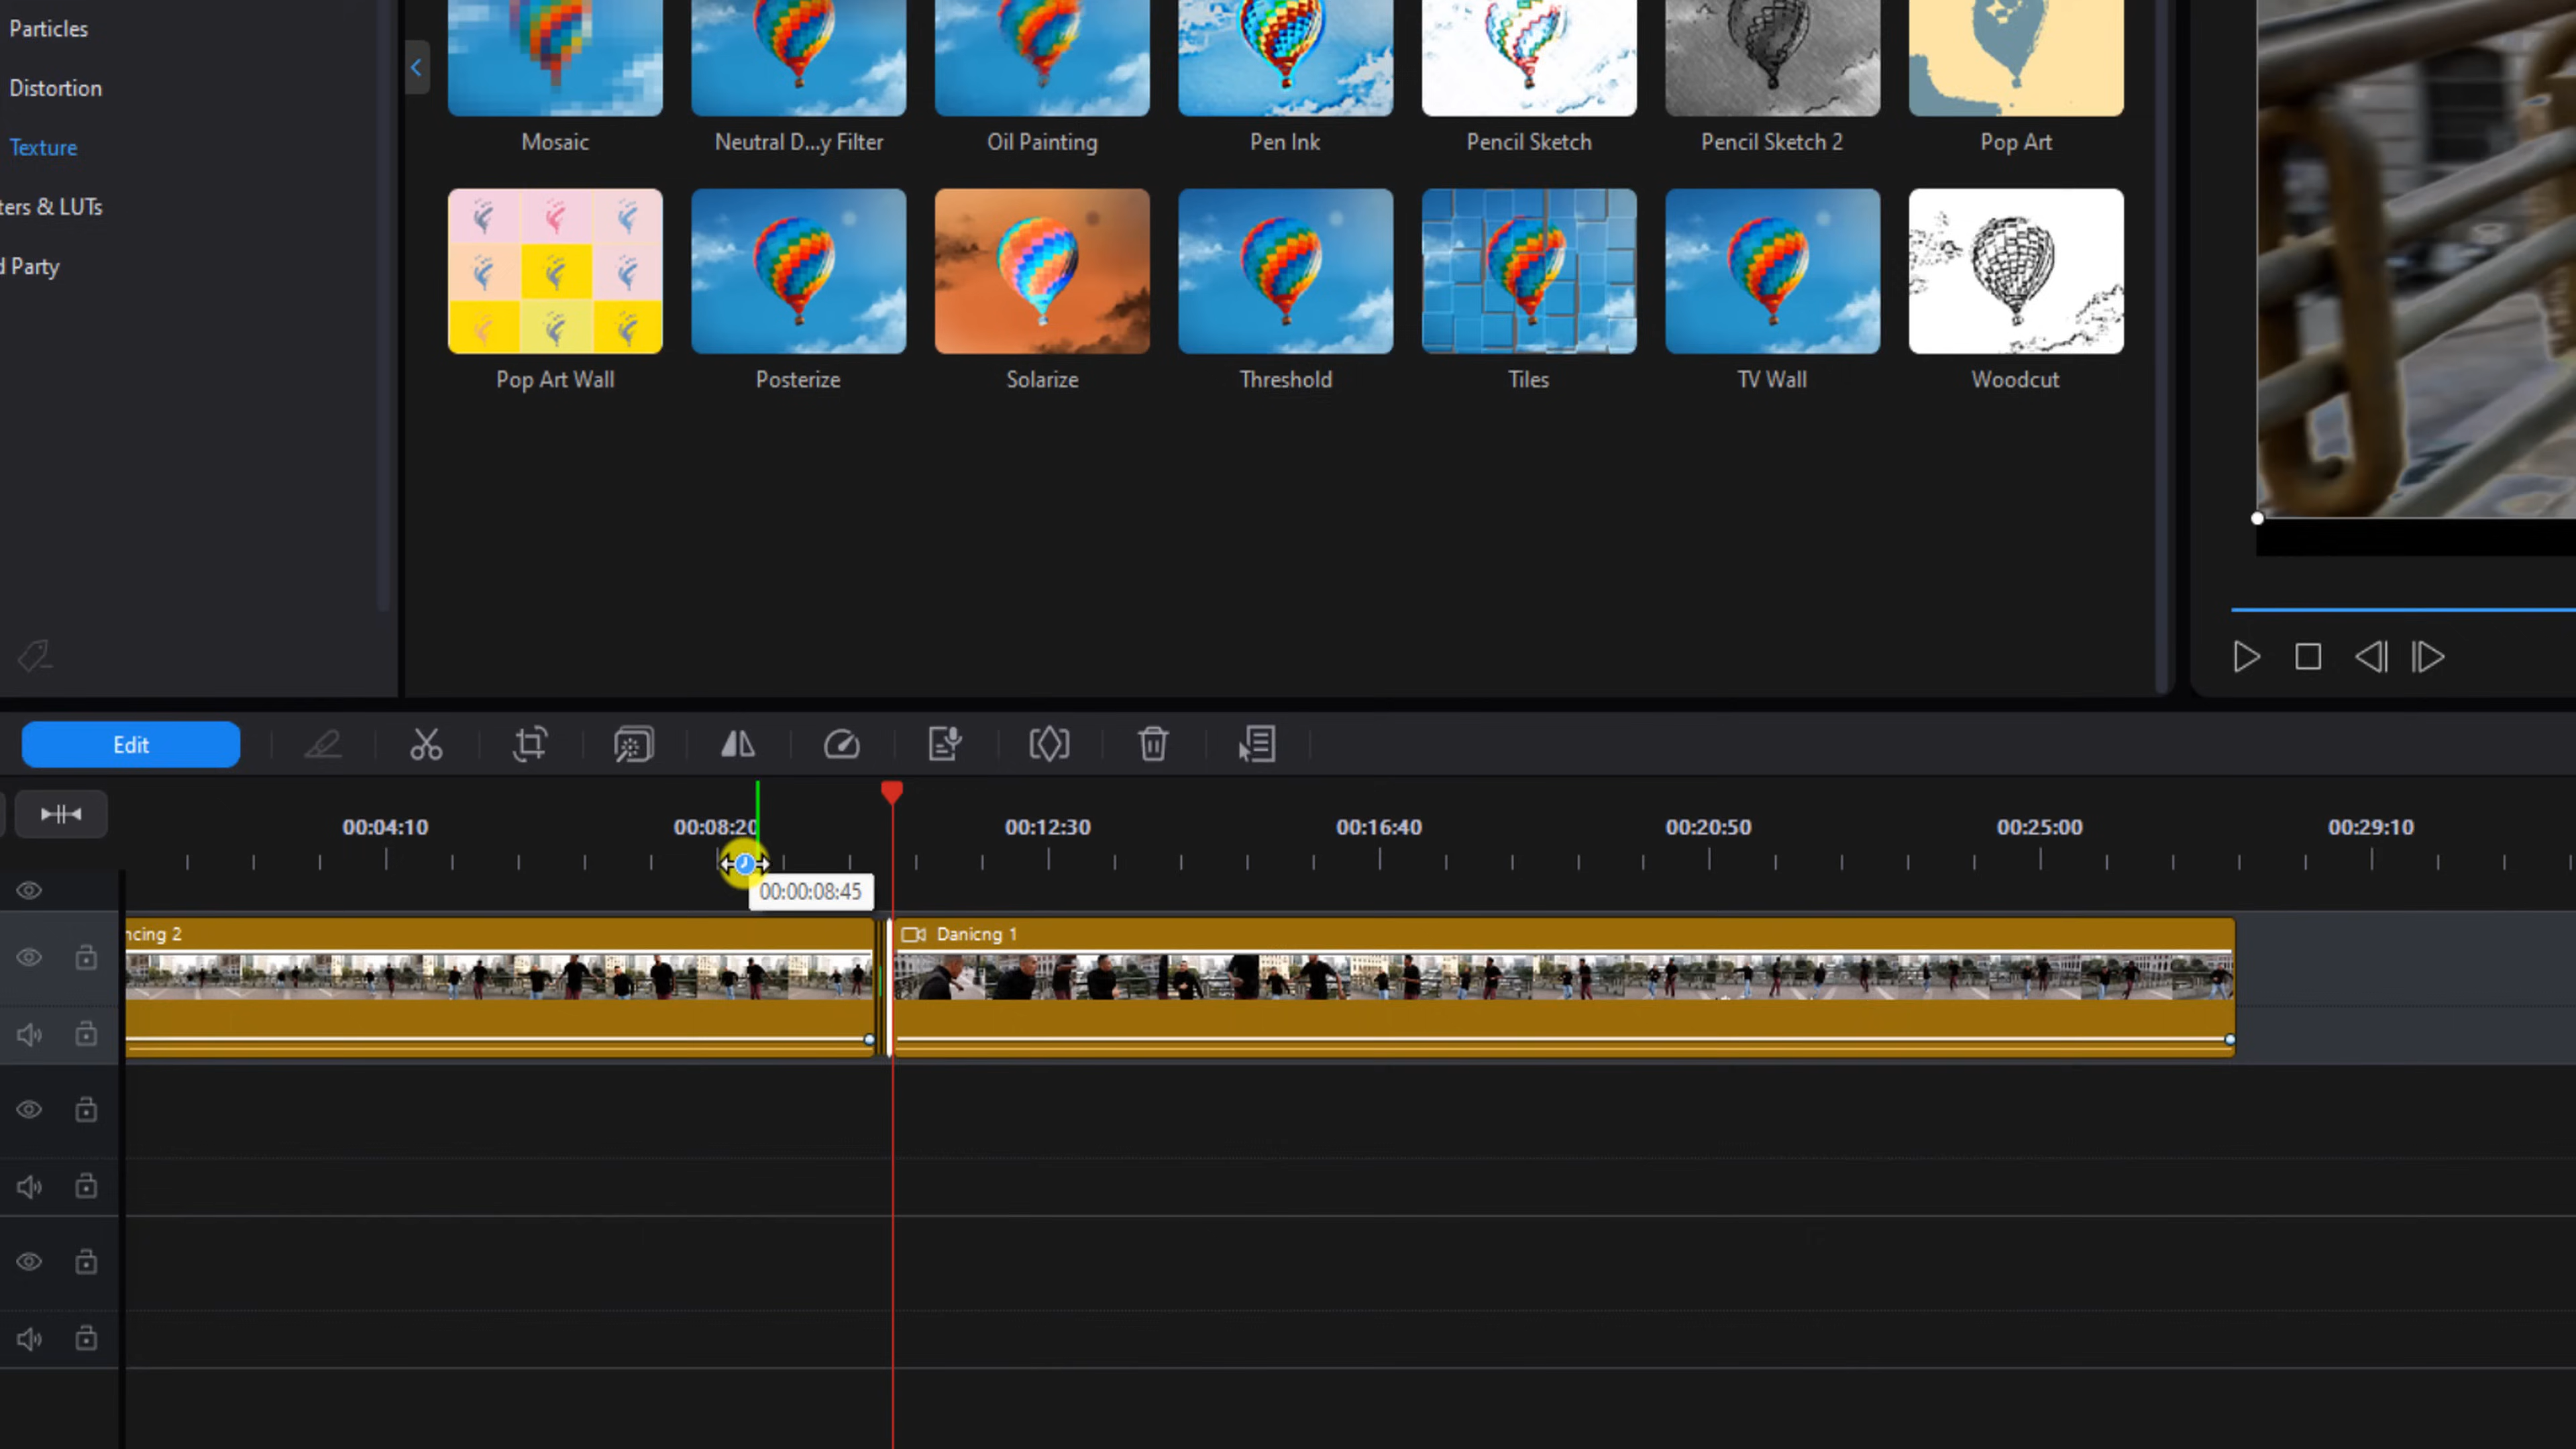 Particles
Distortion
Texture
ters & LUTs
d Party
Mosaic
Neutral D...y Filter
Oil Painting
Pen Ink
Pencil Sketch
Pencil Sketch 2
Pop Art
Pop Art Wall
Posterize
Solarize
Threshold
Tiles
TV Wall
Woodcut
Edit
00:04:10
00:08:20
00:12:30
00:16:40
00:20:50
00:25:00
00:29:10
00:00:08:45
ncing 2
Danicng 1